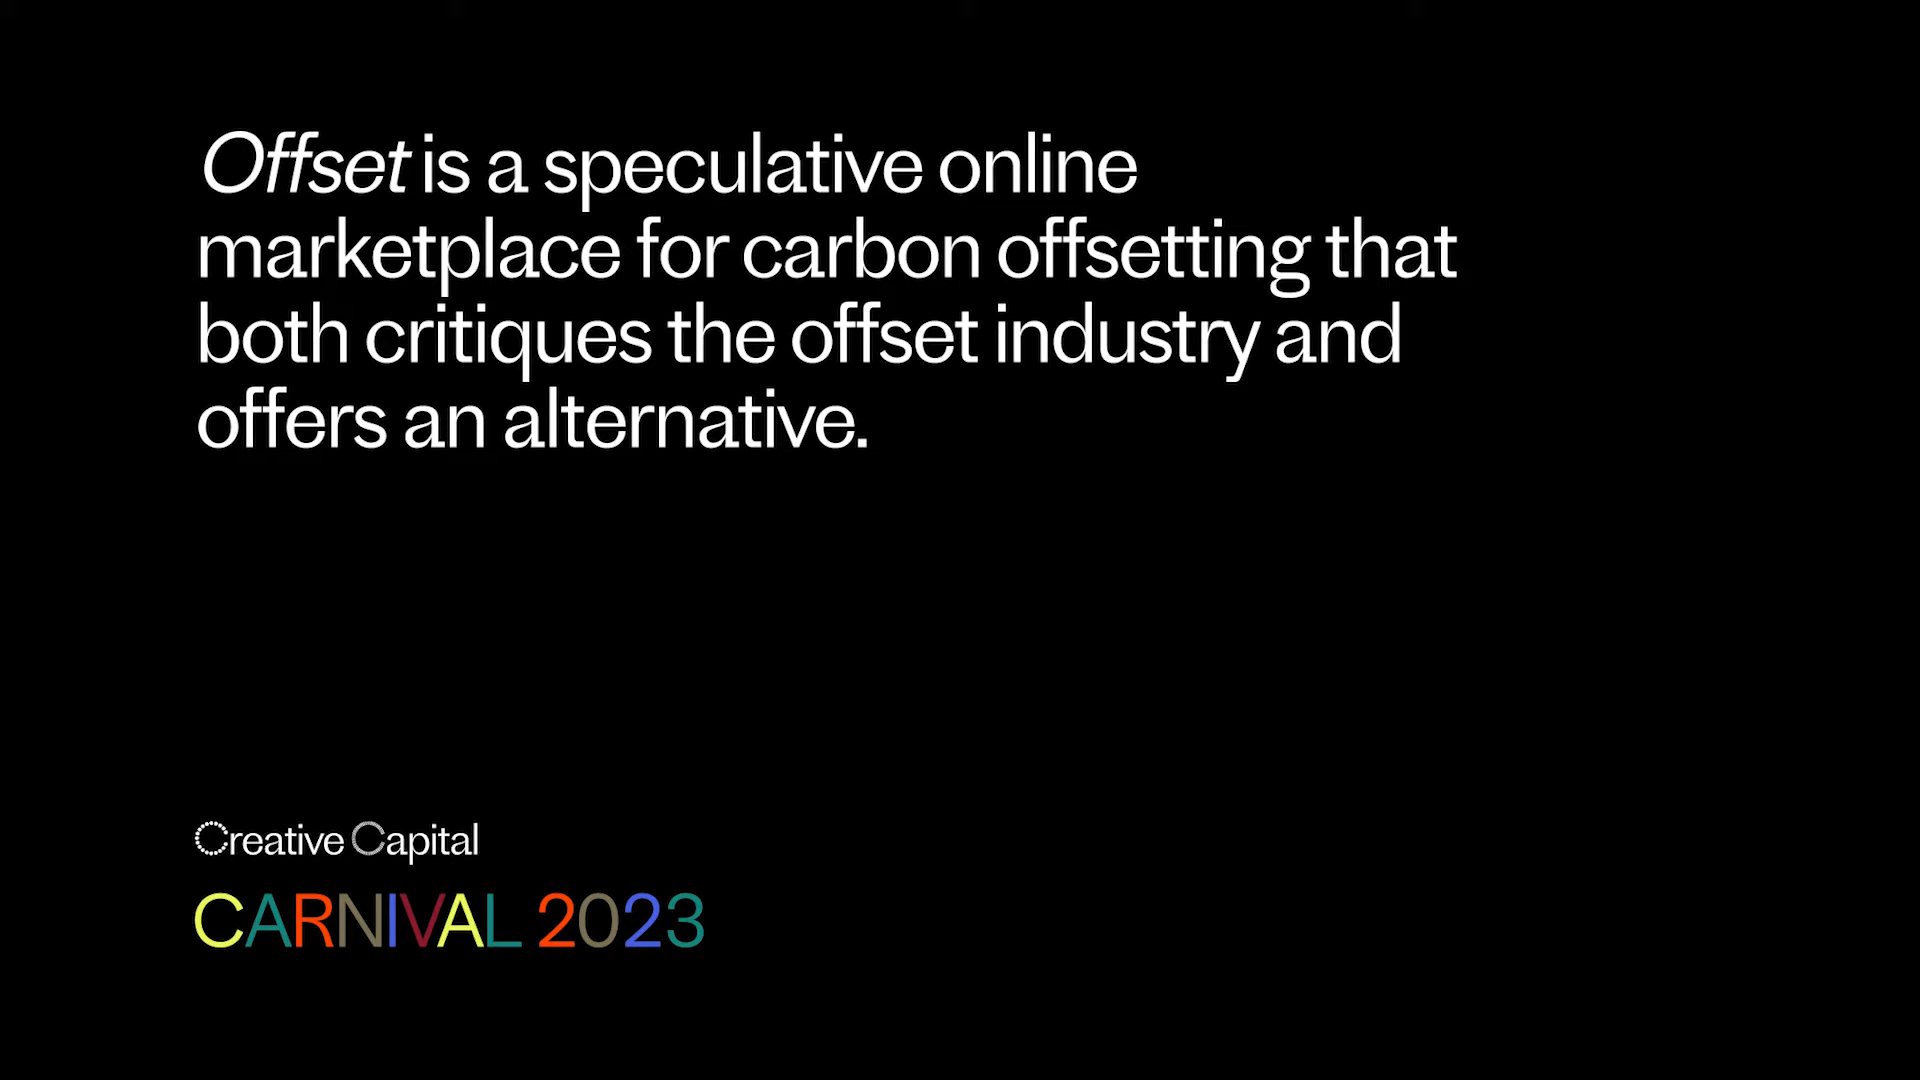 Offset is a speculative online
marketplace for carbon offsetting that
both critiques the offset industry and
offers an alternative.
Creative Capital
CARNIVAL 2023